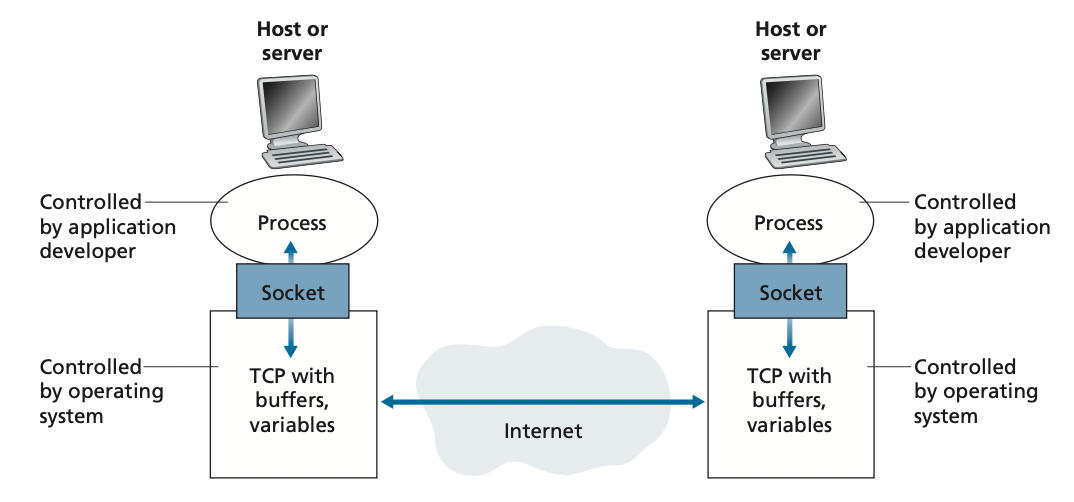 Host or
server
Host or
server
Controlled
by application
developer
Process
Process
Controlled
by application
developer
Socket
Socket
Controlled
by operating
system
TCP with
buffers,
variables
Internet
TCP with
buffers,
variables
Controlled
by operating
system